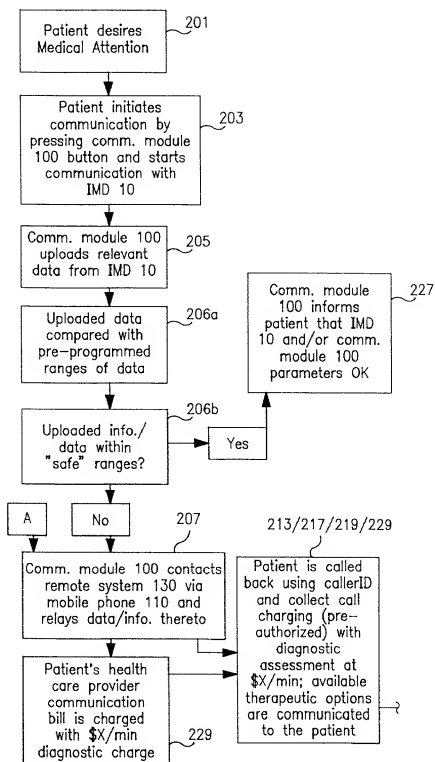 201
Patient desires
Medical Attention
203
Patient initiates
communication by
pressing comm. module
100 button and starts
communication with
IMD 10
205
Comm. module 100
uploads relevant
data from IMD 10
227
Comm. module
100 informs
patient that IMD
10 and/or comm.
module 100
parameters OK
206a
Uploaded data
compared with
pre-programmed
ranges of data
206b
Uploaded info./
data within
"safe" ranges?
Yes
A
No
207
Comm. module 100 contacts
remote system 130 via
mobile phone 110 and
relays data/info. thereto
213/217/219/229
Patient is called
back using callerID
and collect call
charging (pre-
authorized) with
diagnostic
assessment at
$X/min; available
therapeutic options
are communicated
to the patient
Patient's health
care provider
communication
bill is charged
with $X/min
diagnostic charge
229